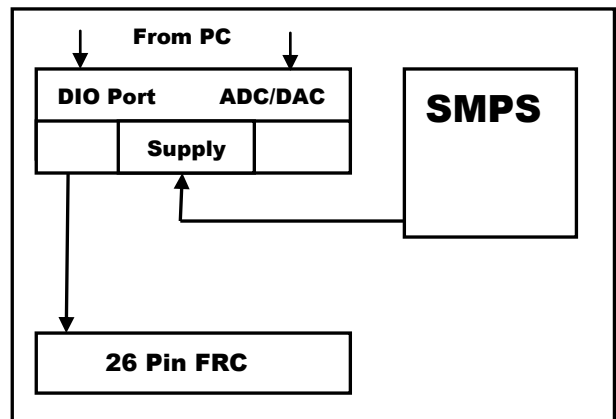 From PC
DIO Port ADC/DAC
SMPS
Supply
26 Pin FRC